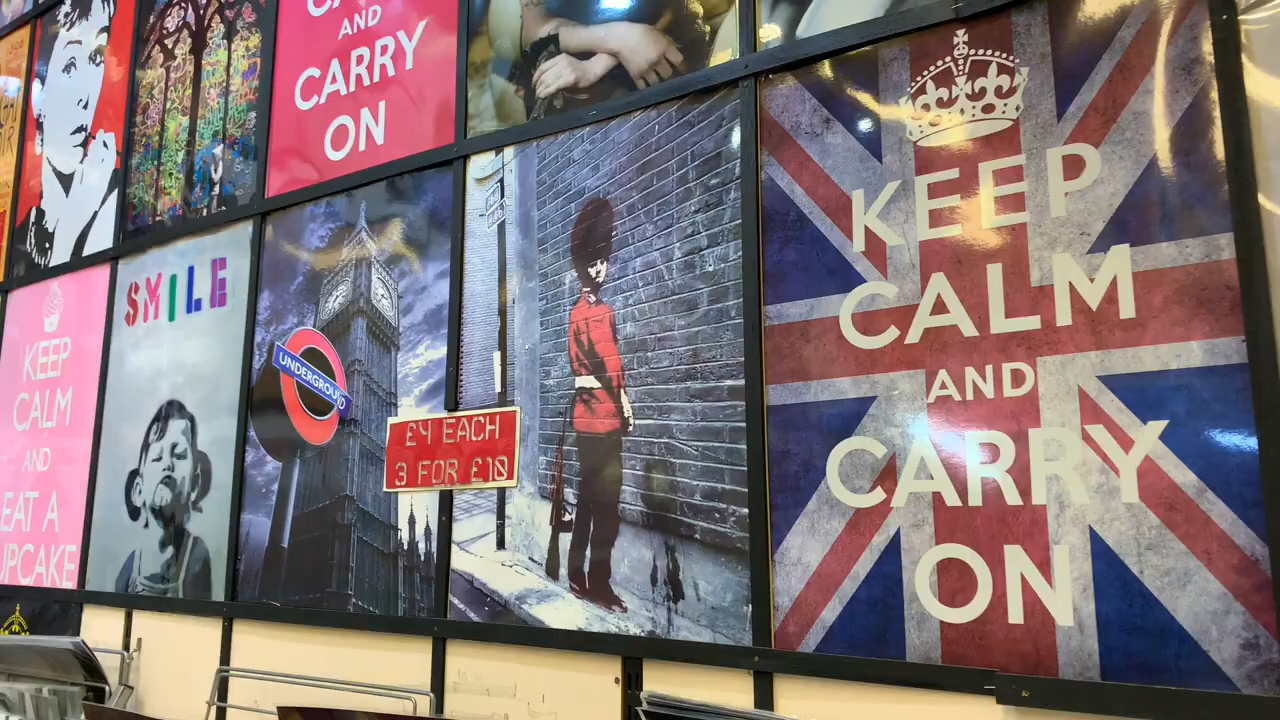 AND
CARRY
ON
KEEP
CALM
AND
EAT A
SMILE
UNDERGROUND
£4 EACH
3 FOR £10
KEEP
CALM
AND
CARRY
ON